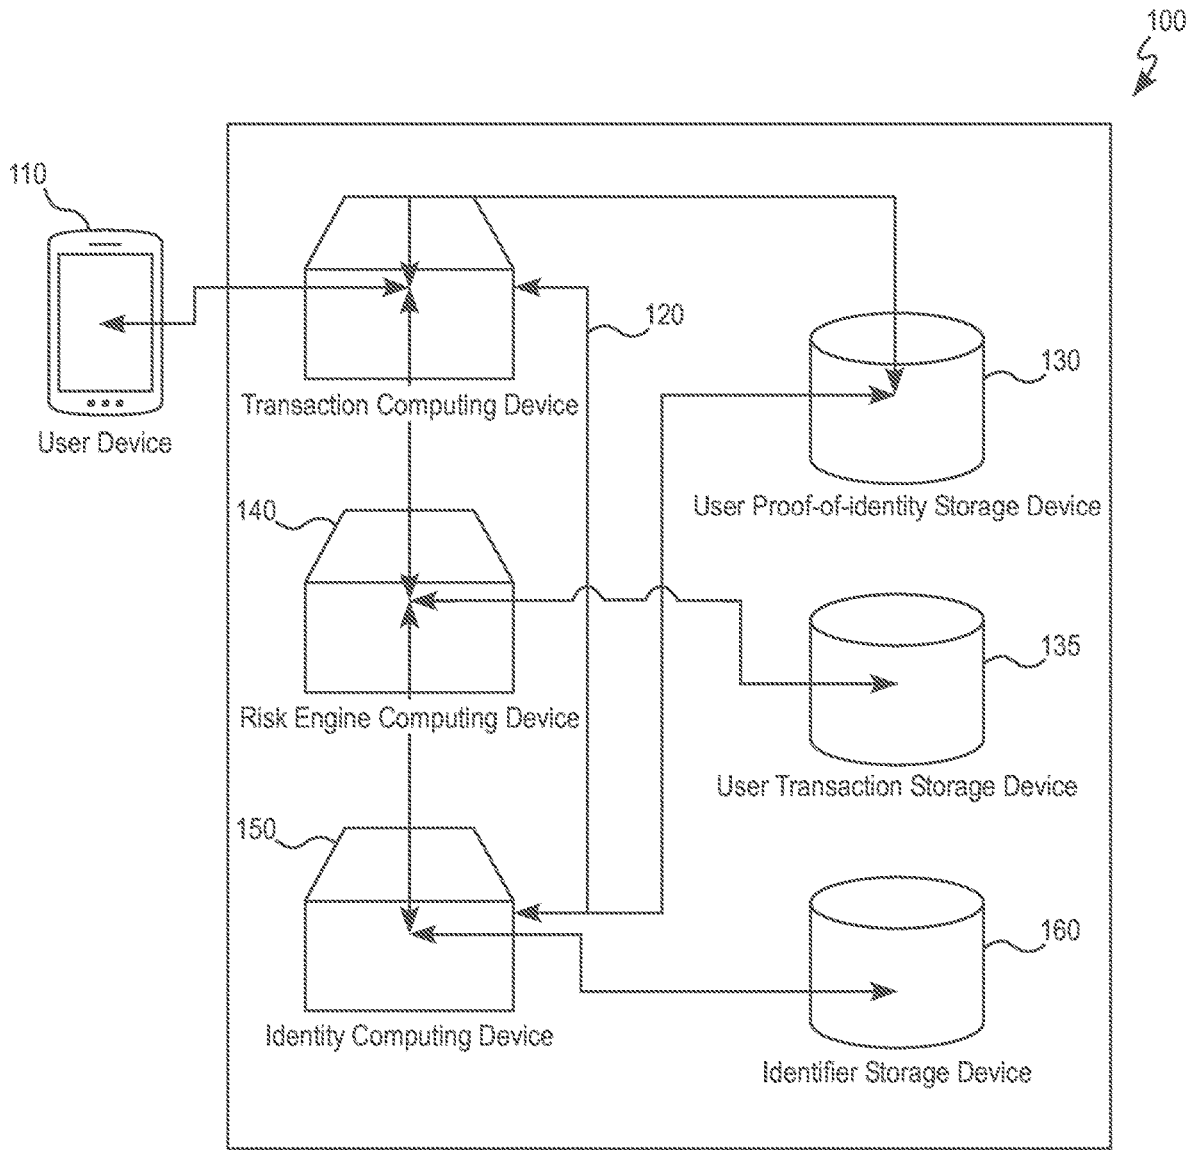 100
110
User Device
120
Transaction Computing Device
130
User Proof-of-identity Storage Device
140
Risk Engine Computing Device
135
User Transaction Storage Device
150
Identity Computing Device
160
Identifier Storage Device